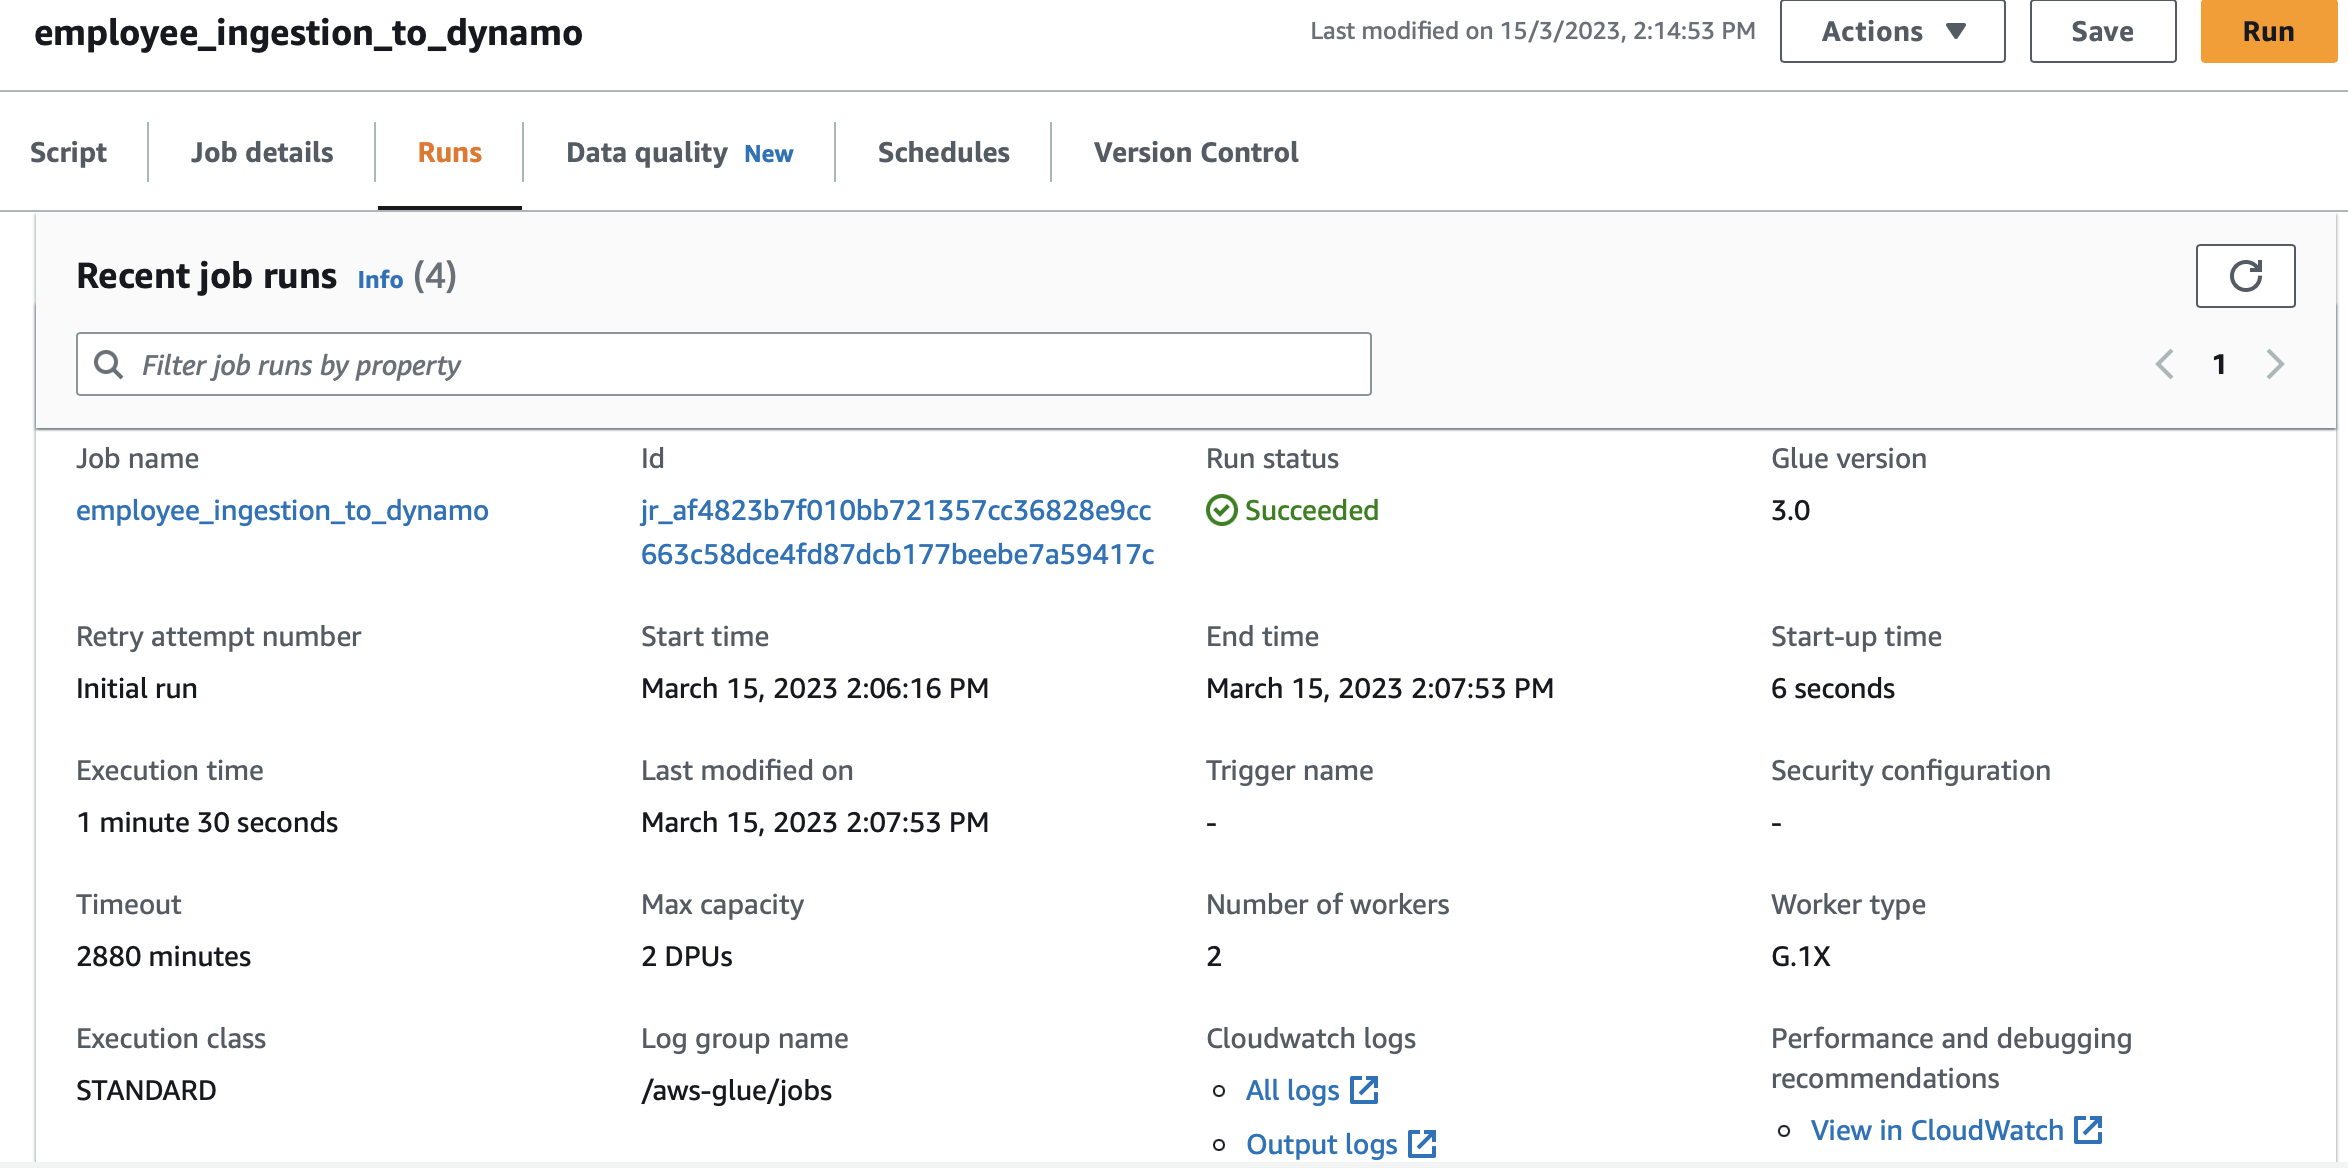 employee_ingestion_to_dynamo
Last modified on 15/3/2023, 2:14:53 PM
Actions
Save
Run
Script
Job details
Runs
Data quality New
Schedules
Version Control
Recent job runs Info (4)
Filter job runs by property
1
Job name
employee_ingestion_to_dynamo
Id
jr_af4823b7f010bb721357cc36828e9cc
663c58dce4fd87dcb177beebe7a59417c
Run status
Succeeded
Glue version
3.0
Retry attempt number
Initial run
Start time
March 15, 2023 2:06:16 PM
End time
March 15, 2023 2:07:53 PM
Start-up time
6 seconds
Execution time
1 minute 30 seconds
Last modified on
March 15, 2023 2:07:53 PM
Trigger name
-
Security configuration
-
Timeout
2880 minutes
Max capacity
2 DPUs
Number of workers
2
Worker type
G.1X
Execution class
STANDARD
Log group name
/aws-glue/jobs
Cloudwatch logs
All logs
Output logs
Performance and debugging
recommendations
View in CloudWatch